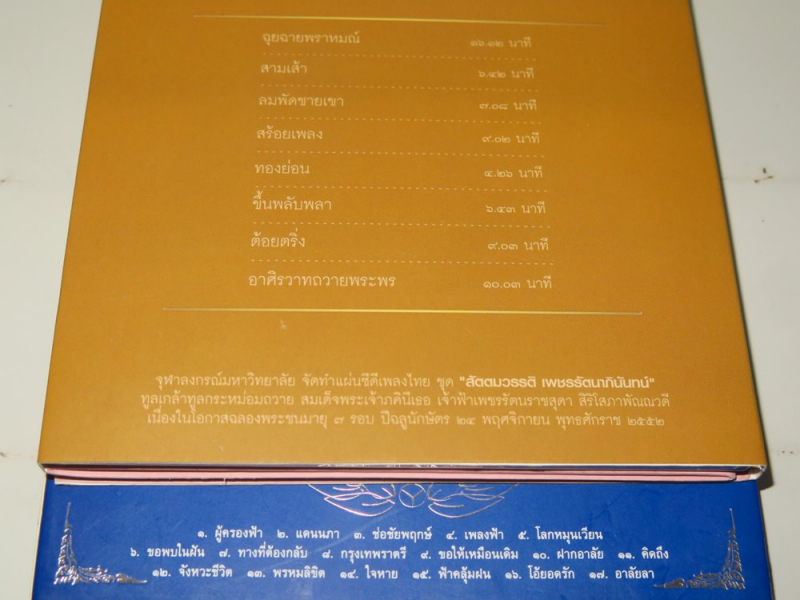 ฉุยฉายพราหมณ์ ๑๖.๓๒ นาที
สามเส้า ๖.๔๒ นาที
ลมพัดชายเขา ๗.๐๘ นาที
สร้อยเพลง ๙.๐๒ นาที
ทองย่อน ๔.๒๖ นาที
ขึ้นพลับพลา ๖.๔๓ นาที
ต้อยตริ่ง ๙.๐๓ นาที
อาศิรวาทถวายพระพร ๑๐.๐๓ นาที
จุฬาลงกรณ์มหาวิทยาลัย จัดทำแผ่นซีดีเพลงไทย ชุด "สัตตมวรรติ เพชรรัตนาภินันทน์"
ทูลเกล้าทูลกระหม่อมถวาย สมเด็จพระเจ้าภคินีเธอ เจ้าฟ้าเพชรรัตนราชสุดา สิริโสภาพัณณวดี
เนื่องในโอกาสฉลองพระชนมายุ ๗ รอบ ปีฉลูนักษัตร ๒๔ พฤศจิกายน พุทธศักราช ๒๕๕๒
๑. ผู้ครองฟ้า ๒. แดนนภา ๓. ช่อชัยพฤกษ์ ๔. เพลงฟ้า ๕. โลกหมุนเวียน
๖. ขอพบในฝัน ๗. ทางที่ต้องกลับ ๘. กรุงเทพราตรี ๙. ขอให้เหมือนเดิม ๑๐. ฝากอาลัย ๑๑. คิดถึง
๑๒. จังหวะชีวิต ๑๓. พรหมลิขิต ๑๔. ใจหาย ๑๕. ฟ้าคลุ้มฝน ๑๖. โอ้ยอดรัก ๑๗. อาลัยลา